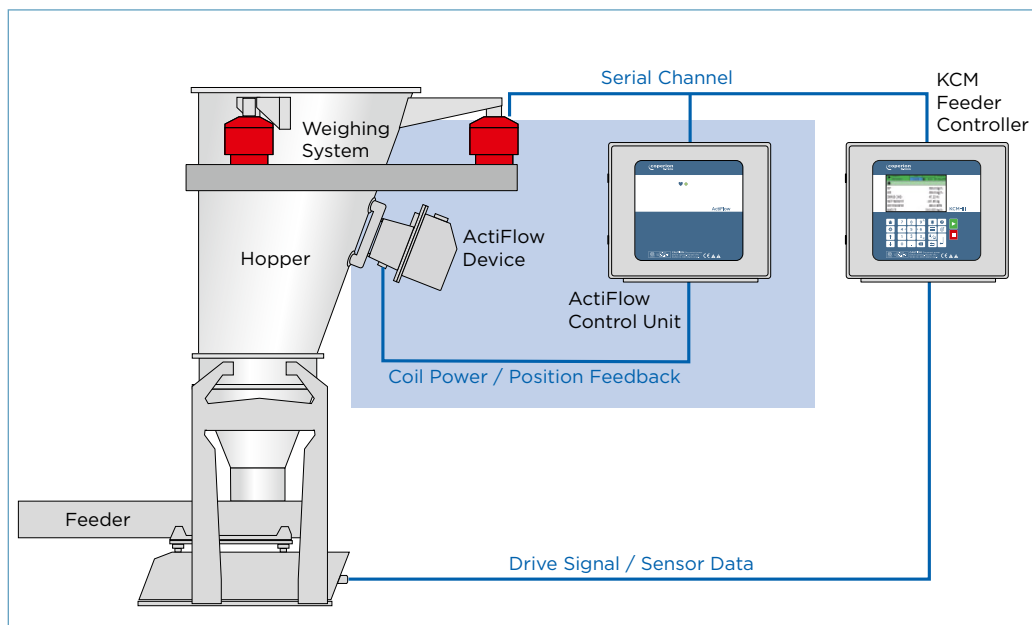 Serial Channel
KCM
Feeder
Controller
Weighing
System
coperion
coperion
ActiFlow
KCM-III
ActiFlow
Device
Hopper
ActiFlow
Control Unit
Coil Power / Position Feedback
Feeder
Drive Signal / Sensor Data